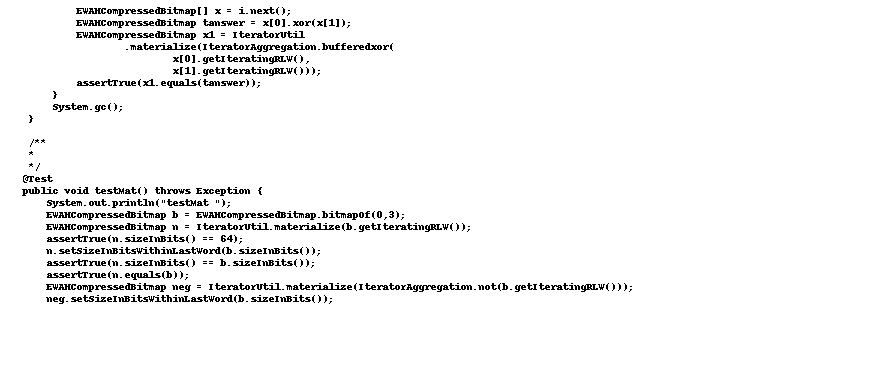 EWAHCompressedBitmap[] x = i.next();
EWAHCompressedBitmap tanswer = x[0].xor(x[1]);
EWAHCompressedBitmap x1 = IteratorUtil
.materialize(IteratorAggregation.bufferedxor(
x[0].getIteratingRLW(),
x[1].getIteratingRLW()));
assertTrue(x1.equals(tanswer));
}
System.gc();
}
/**
*
*/
@Test
public void testMat() throws Exception {
System.out.println("testMat ");
EWAHCompressedBitmap b = EWAHCompressedBitmap.bitmapOf(0,3);
EWAHCompressedBitmap n = IteratorUtil.materialize(b.getIteratingRLW());
assertTrue(n.sizeInBits() == 64);
n.setSizeInBitsWithinLastWord(b.sizeInBits());
assertTrue(n.sizeInBits() == b.sizeInBits());
assertTrue(n.equals(b));
EWAHCompressedBitmap neg = IteratorUtil.materialize(IteratorAggregation.not(b.getIteratingRLW()));
neg.setSizeInBitsWithinLastWord(b.sizeInBits());